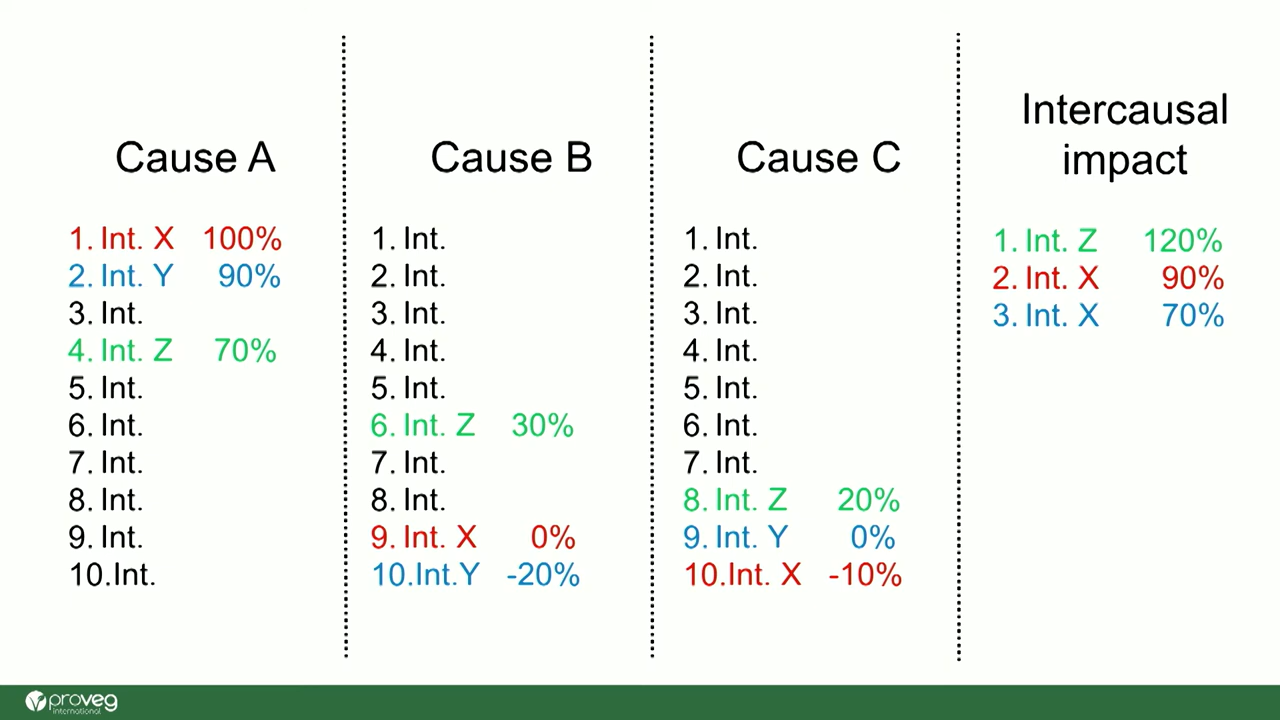 Cause A
1. Int. X 100%
2. Int. Y 90%
3. Int.
4. Int. Z 70%
5. Int.
6. Int.
7. Int.
8. Int.
9. Int.
10.Int.
Cause B
1. Int.
2. Int.
3. Int.
4. Int.
5. Int.
6. Int. Z 30%
7. Int.
8. Int.
9. Int. X 0%
10.Int.Y -20%
Cause C
1. Int.
2. Int.
3. Int.
4. Int.
5. Int.
6. Int.
7. Int.
8. Int. Z 20%
9. Int. Y 0%
10.Int. X -10%
Intercausal
impact
1. Int. Z 120%
2. Int. X 90%
3. Int. X 70%
proveg
international